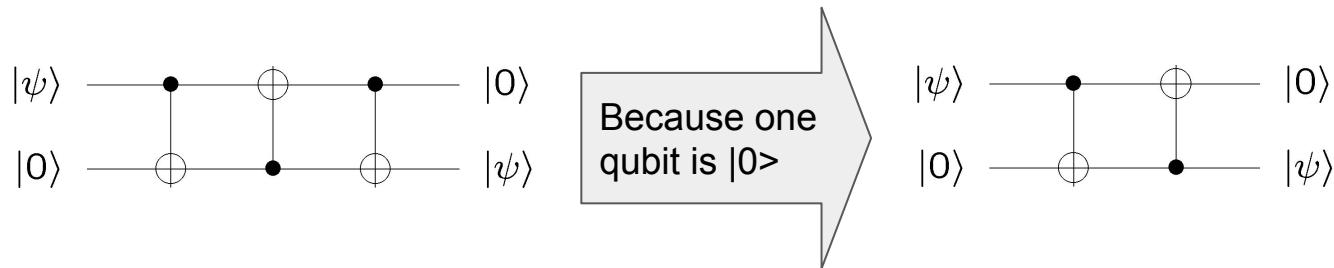 |ψ⟩ |0⟩ |ψ⟩ |0⟩
Because one
qubit is |0>
|0⟩ |ψ⟩ |0⟩ |ψ⟩